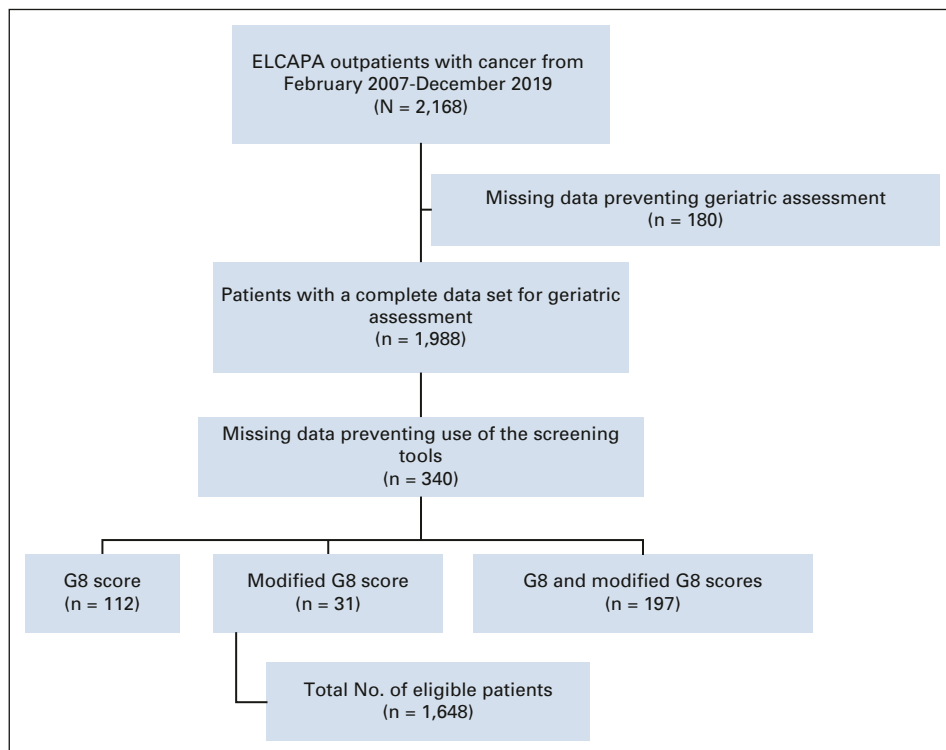 ELCAPA outpatients with cancer from
February 2007-December 2019
(N = 2,168)
Missing data preventing geriatric assessment
(n = 180)
Patients with a complete data set for geriatric
assessment
(n = 1,988)
Missing data preventing use of the screening
tools
(n = 340)
G8 score
(n = 112)
Modified G8 score
(n = 31)
G8 and modified G8 scores
(n = 197)
Total No. of eligible patients
(n = 1,648)